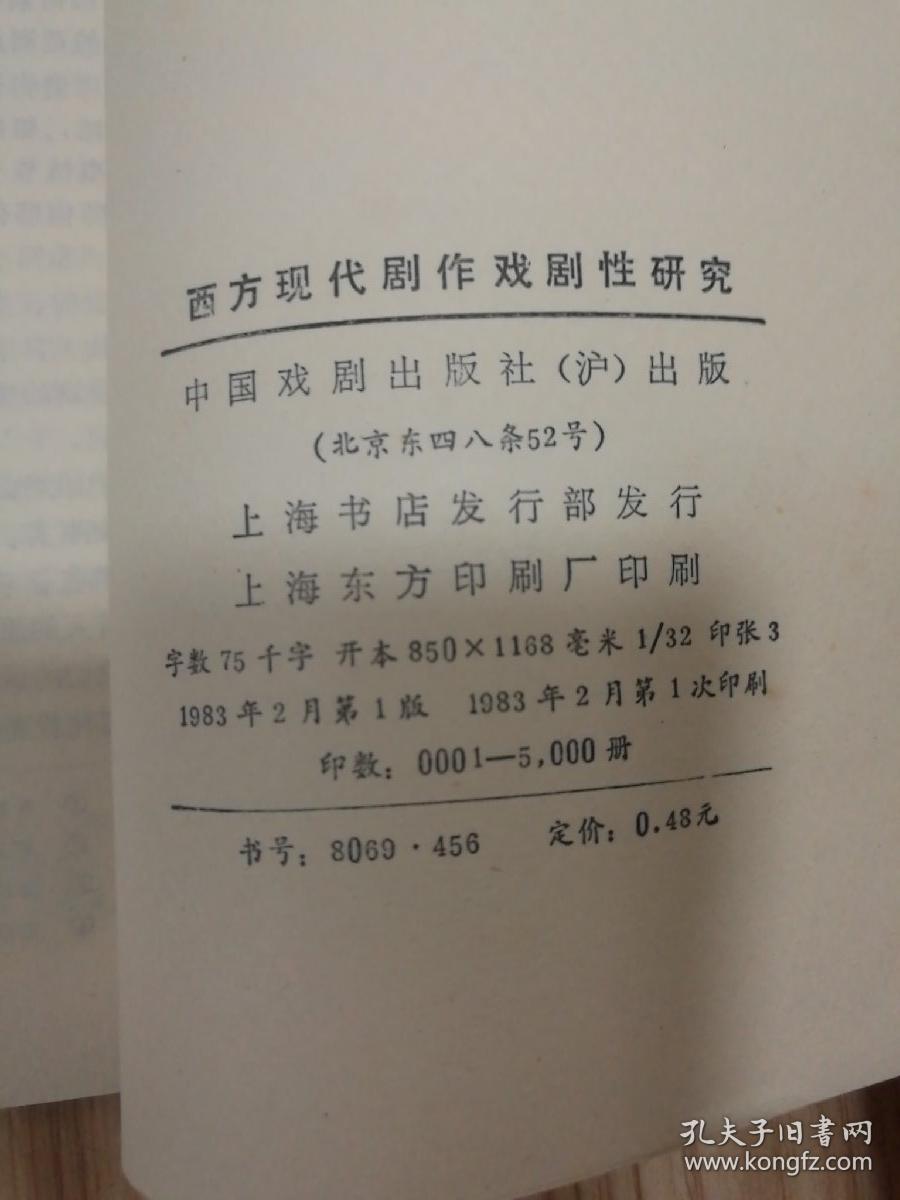 西方现代剧作戏剧性研究
中国戏剧出版社(沪)出版
(北京东四八条52号)
上海书店发行部发行
上海东方印刷厂印刷
字数75千字 开本850×1168毫米1/32 印张3
1983年2月第1版 1983年2月第1次印刷
印数：0001—5,000册
书号：8069·456 定价：0.48元
孔夫子旧书网
www.kongfz.com